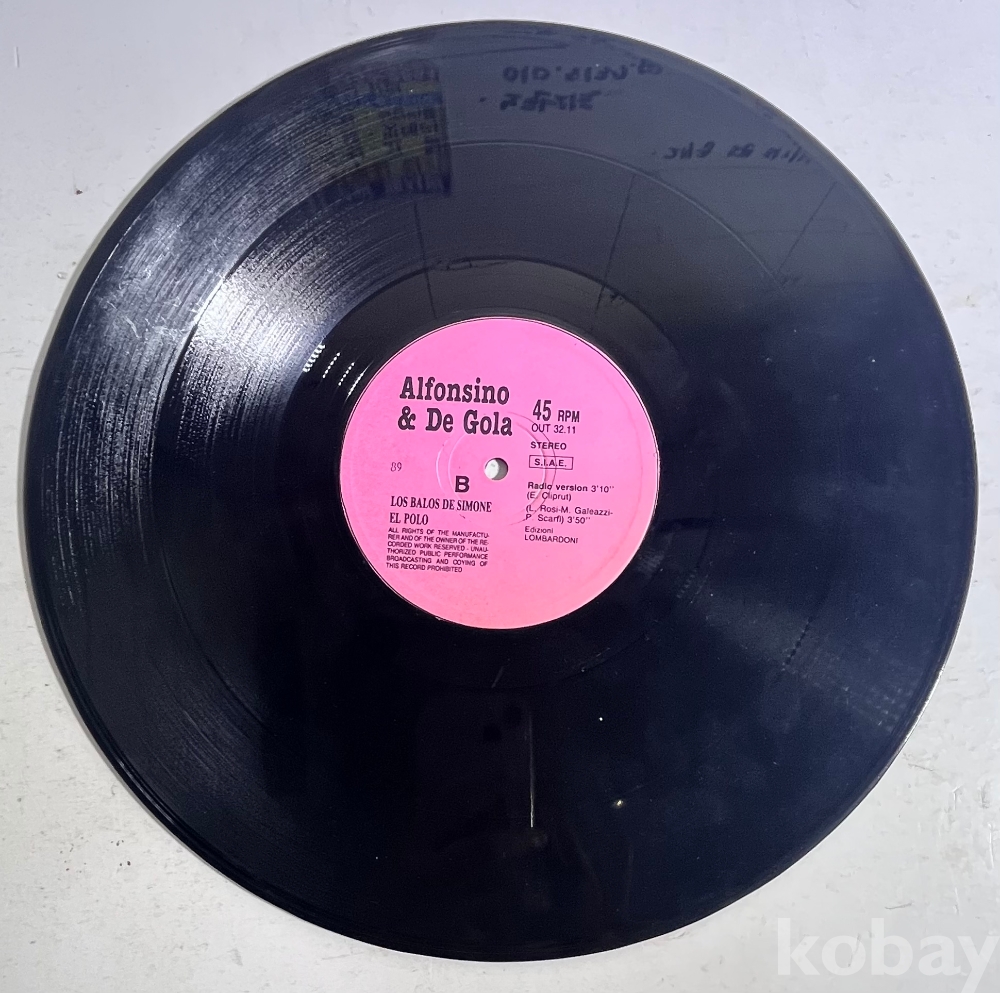 Alfonsino
& De Gola
45 RPM
OUT 32.11
STEREO
S.I.A.E.
89
B
LOS BALOS DE SIMONE
EL POLO
Radio version 3'10"
(E. Cliprut)
(L. Rosi-M. Galeazzi-
P. Scarfi) 3'50"
Edizioni
LOMBARDONI
ALL RIGHTS OF THE MANUFACTU-
RER AND OF THE OWNER OF THE RE-
CORDED WORK RESERVED - UNAU-
THORIZED PUBLIC PERFORMANCE
BROADCASTING AND COYING OF
THIS RECORD PROHIBITED
kobay